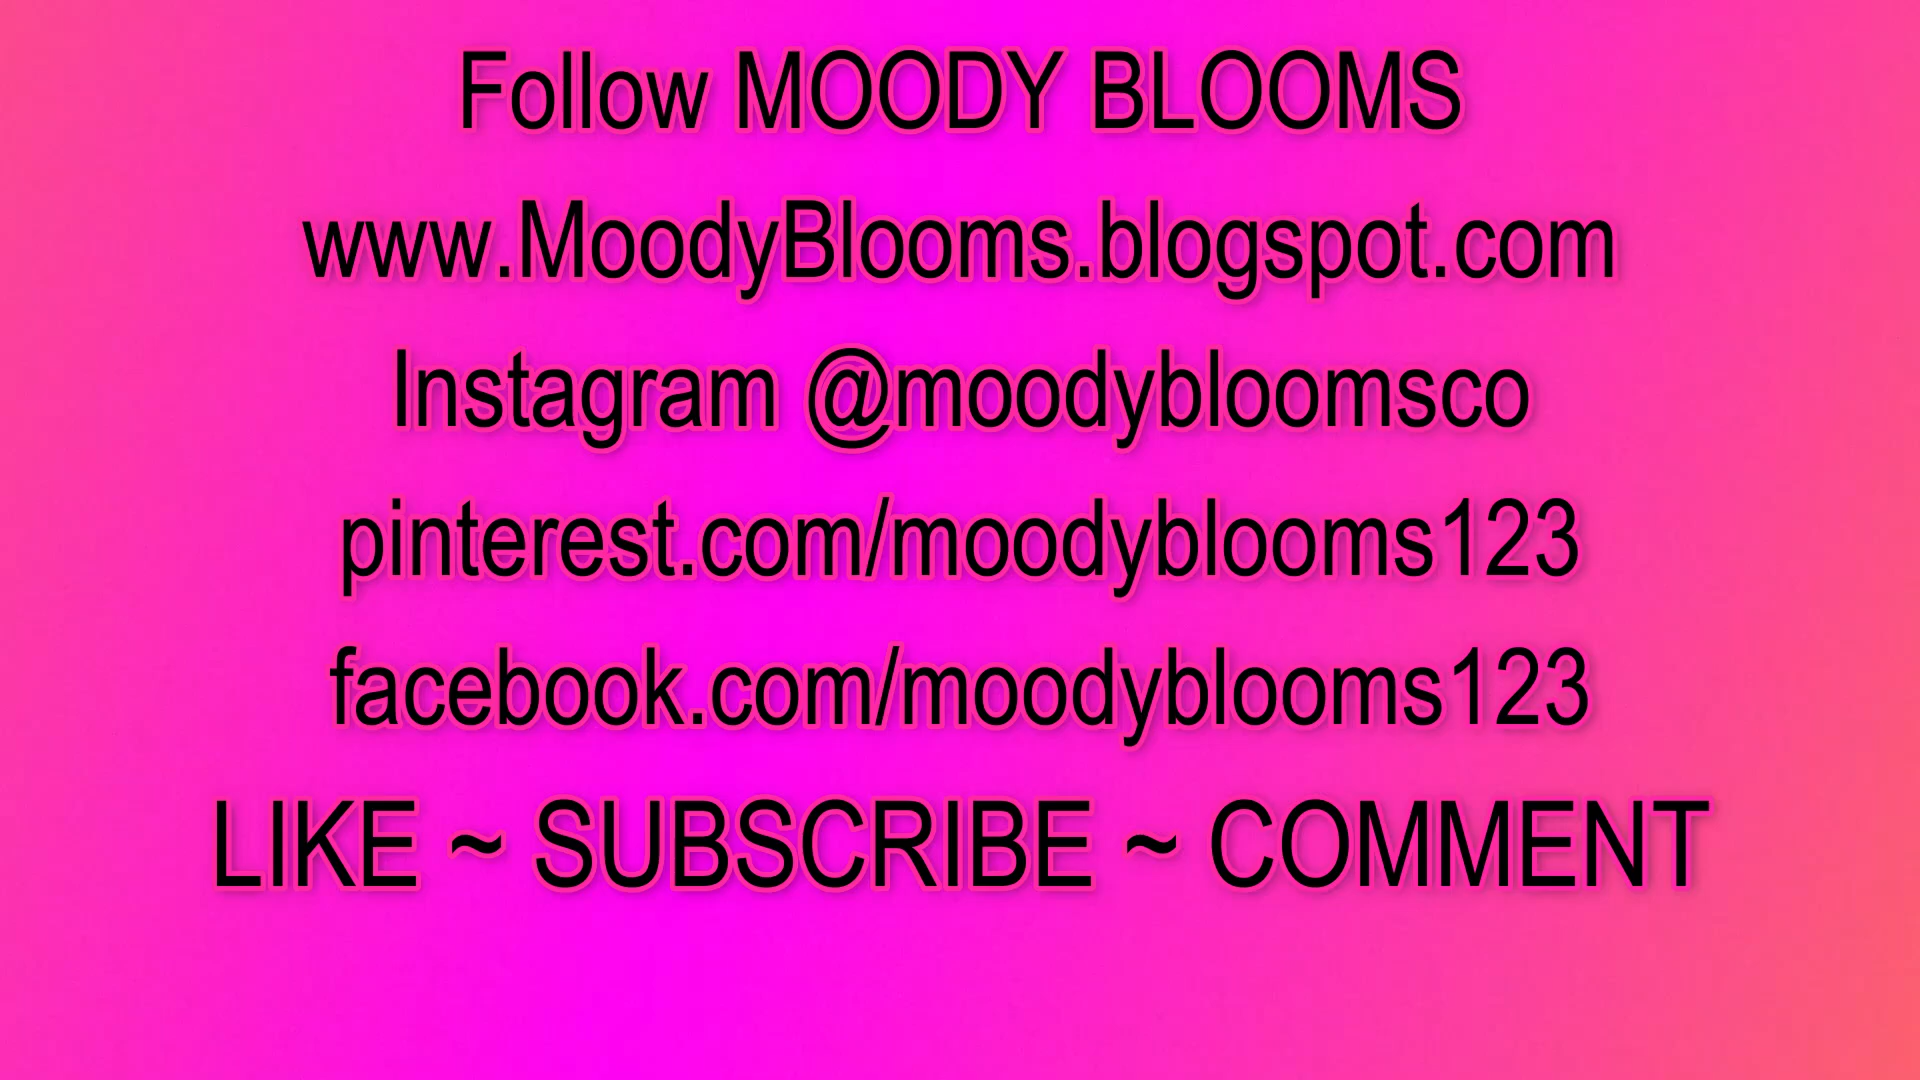 Follow MOODY BLOOMS
www.MoodyBlooms.blogspot.com
Instagram @moodybloomsco
pinterest.com/moodyblooms123
facebook.com/moodyblooms123
LIKE ~ SUBSCRIBE ~ COMMENT